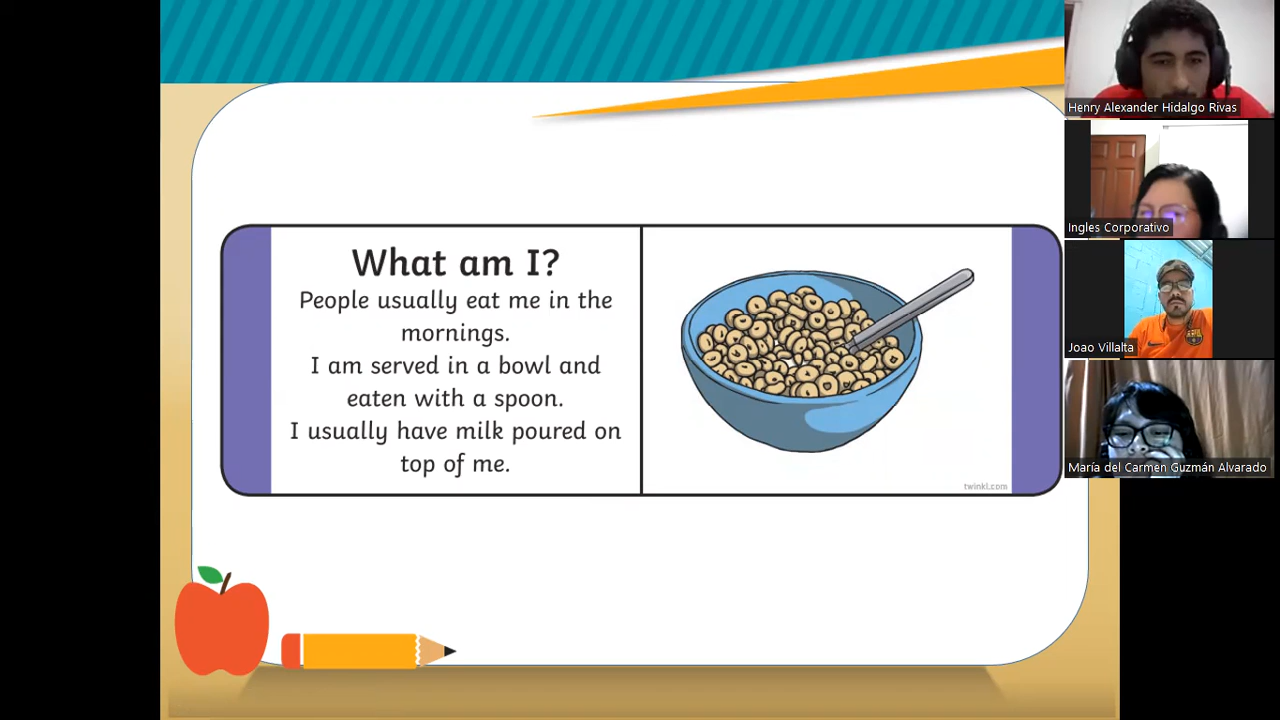 What am I?
People usually eat me in the
mornings.
I am served in a bowl and
eaten with a spoon.
I usually have milk poured on
top of me.
twinkl.com
Henry Alexander Hidalgo Rivas
Ingles Corporativo
Joao Villalta
María del Carmen Guzmán Alvarado